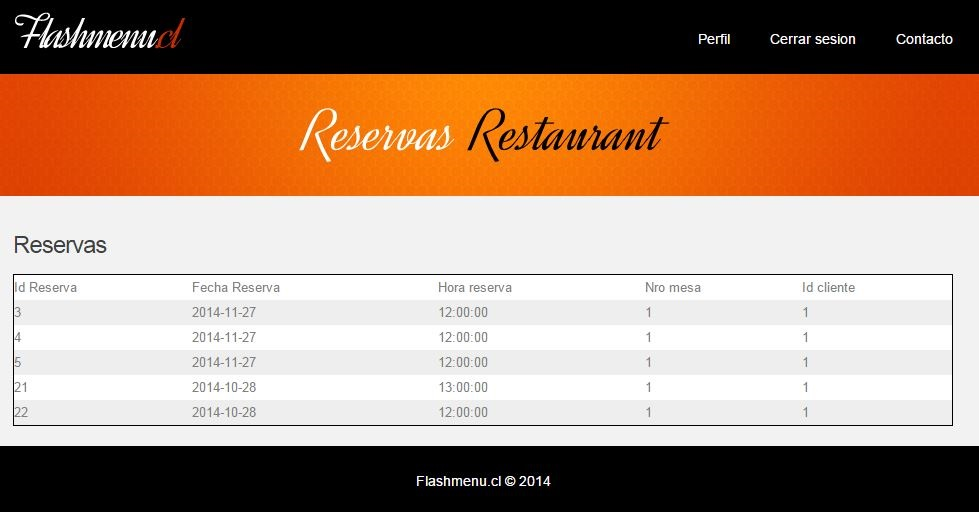 Flashmenu.cl
Perfil Cerrar sesion Contacto
Reservas Restaurant
Reservas
Id Reserva Fecha Reserva Hora reserva Nro mesa Id cliente
3 2014-11-27 12:00:00 1 1
4 2014-11-27 12:00:00 1 1
5 2014-11-27 12:00:00 1 1
21 2014-10-28 13:00:00 1 1
22 2014-10-28 12:00:00 1 1
Flashmenu.cl © 2014